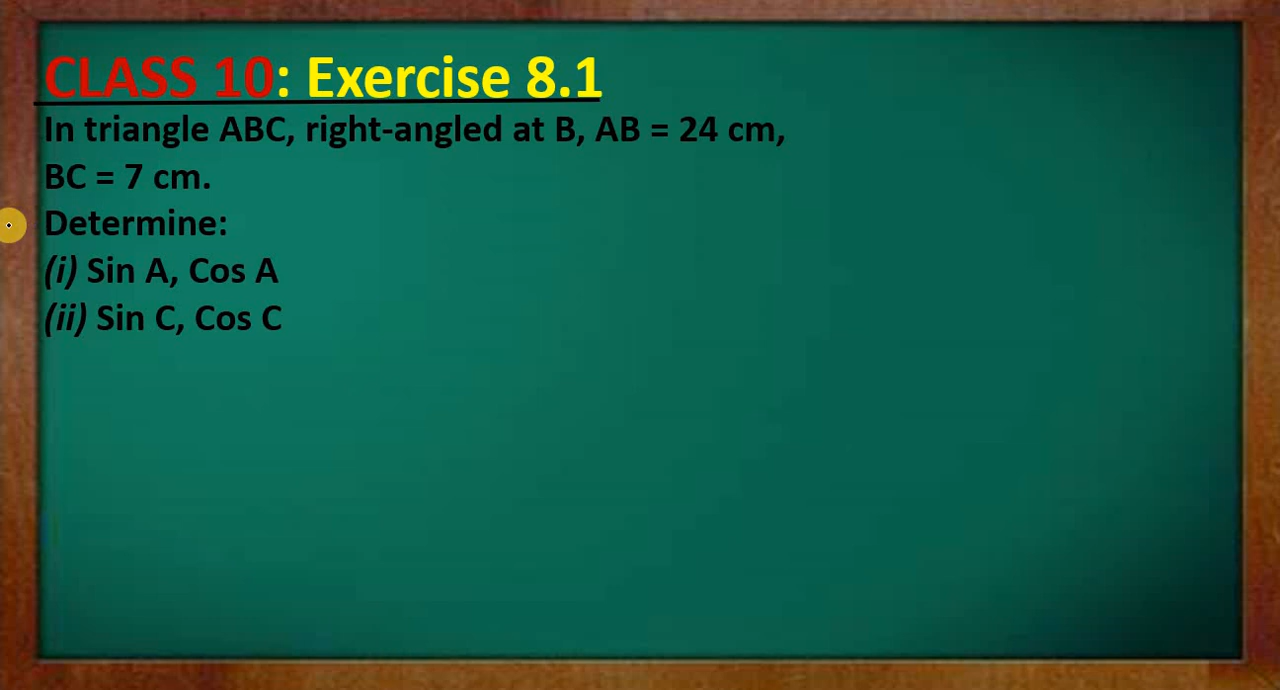 CLASS 10: Exercise 8.1
In triangle ABC, right-angled at B, AB = 24 cm,
BC = 7 cm.
Determine:
(i) Sin A, Cos A
(ii) Sin C, Cos C